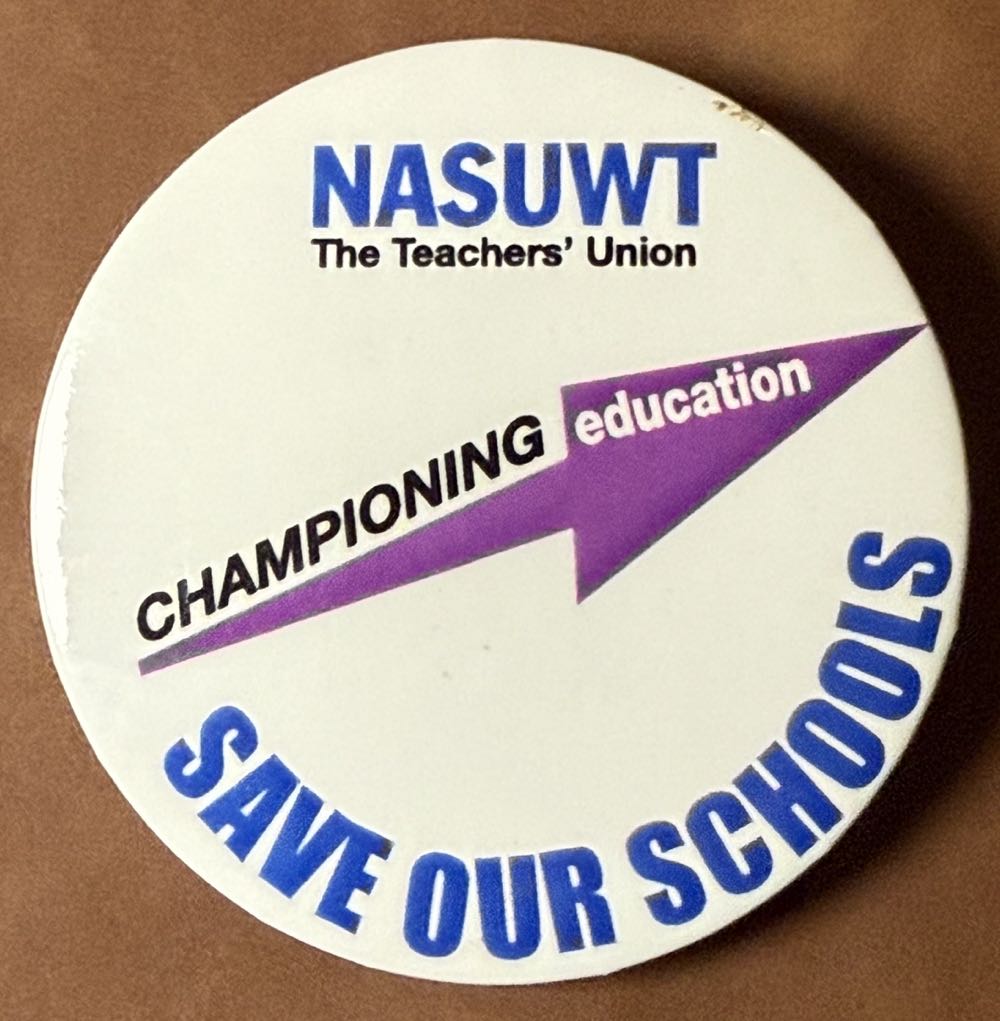 NASUWT
The Teachers’ Union
CHAMPIONING education
SAVE OUR SCHOOLS